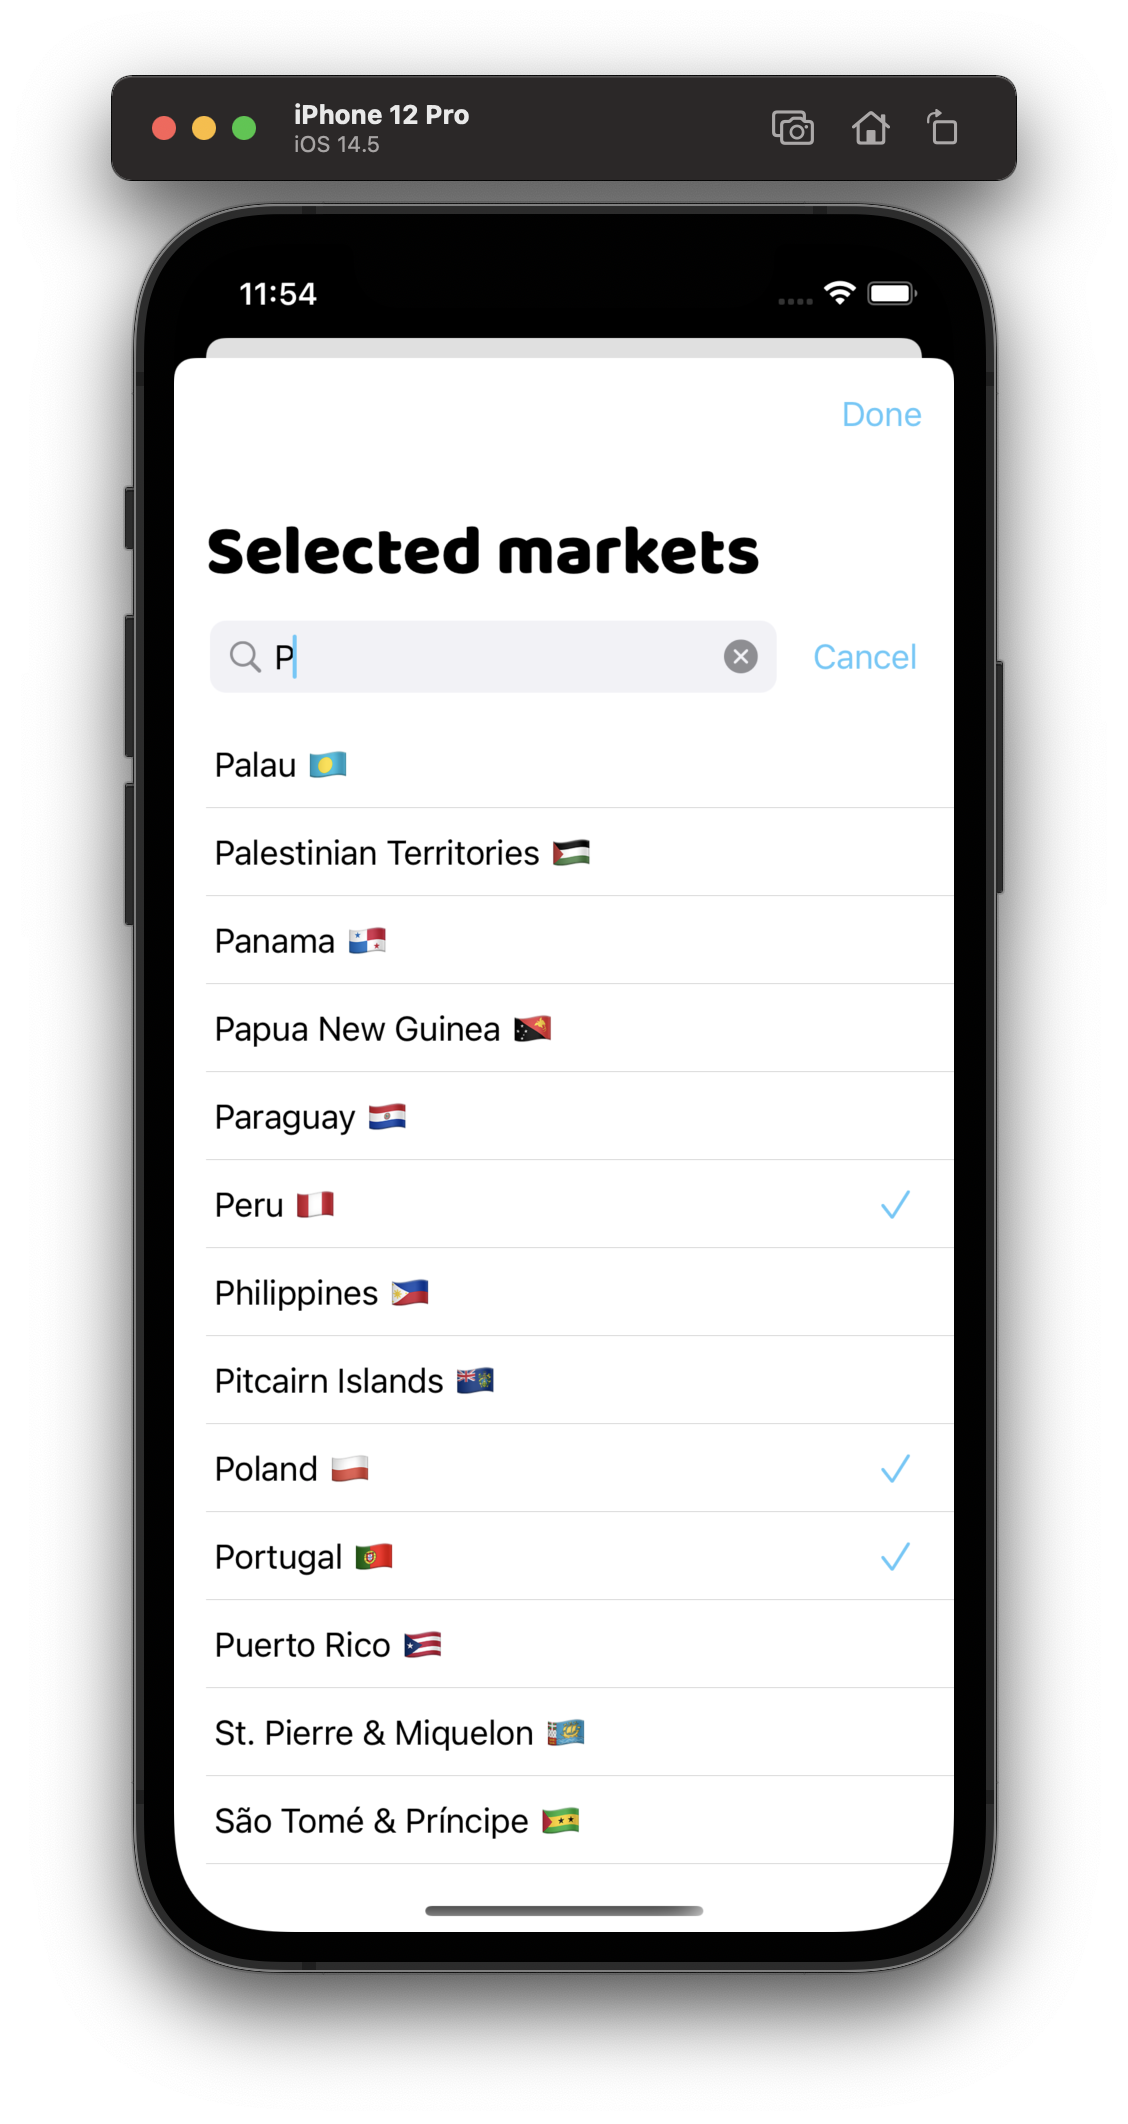 iPhone 12 Pro
iOS 14.5
11:54
Done
Selected markets
P
Cancel
Palau 🇵🇼
Palestinian Territories 🇵🇸
Panama 🇵🇦
Papua New Guinea 🇵🇬
Paraguay 🇵🇾
Peru 🇵🇪
Philippines 🇵🇭
Pitcairn Islands 🇵🇳
Poland 🇵🇱
Portugal 🇵🇹
Puerto Rico 🇵🇷
St. Pierre & Miquelon 🇵🇲
São Tomé & Príncipe 🇸🇹